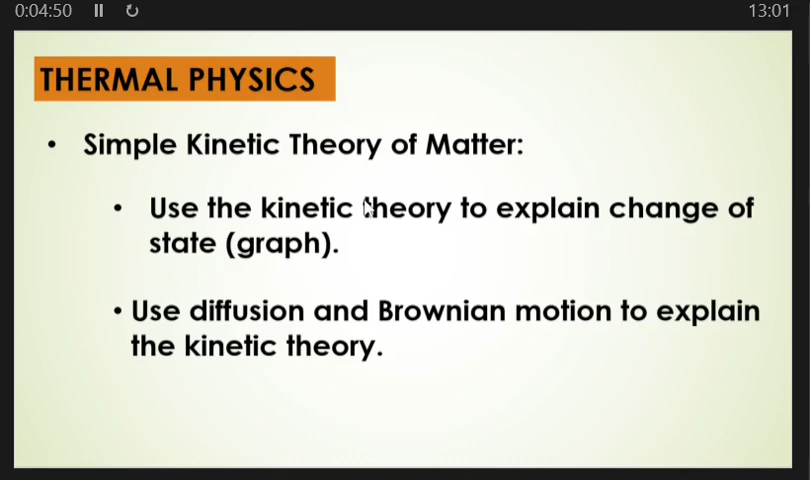 0:04:50
13:01
THERMAL PHYSICS
• Simple Kinetic Theory of Matter:
• Use the kinetic theory to explain change of
state (graph).
• Use diffusion and Brownian motion to explain
the kinetic theory.